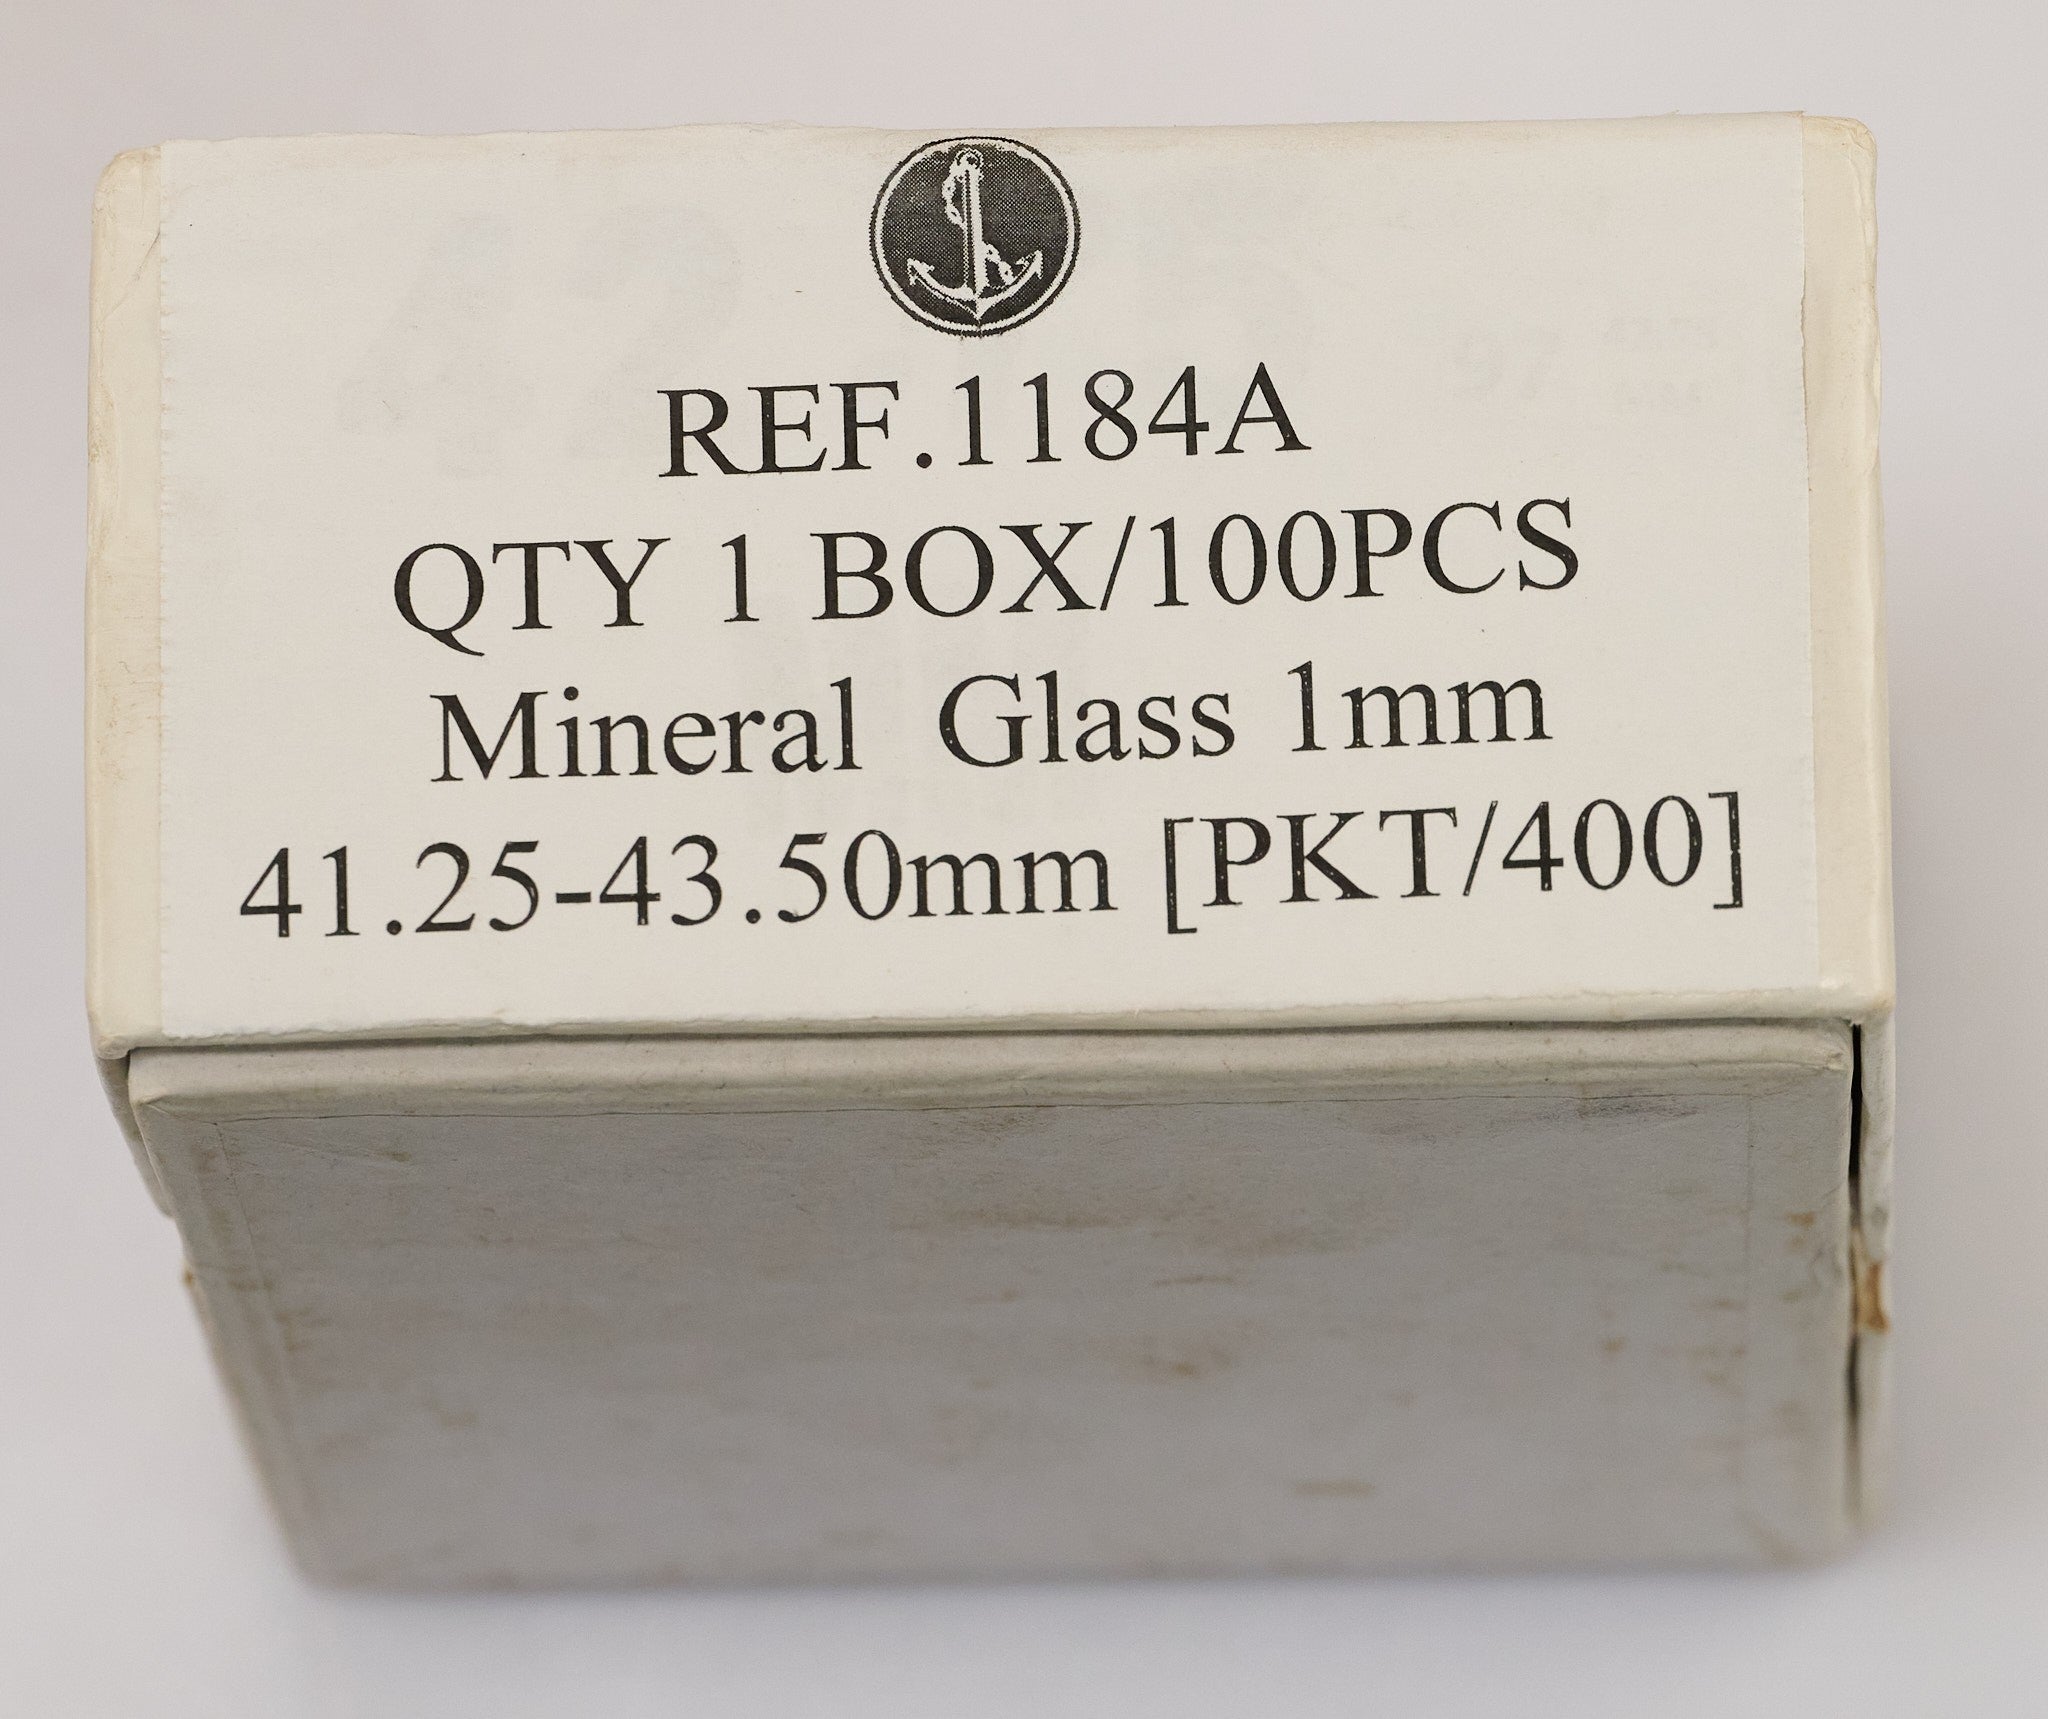 REF.1184A
QTY 1 BOX/100PCS
Mineral Glass 1mm
41.25-43.50mm [PKT/400]